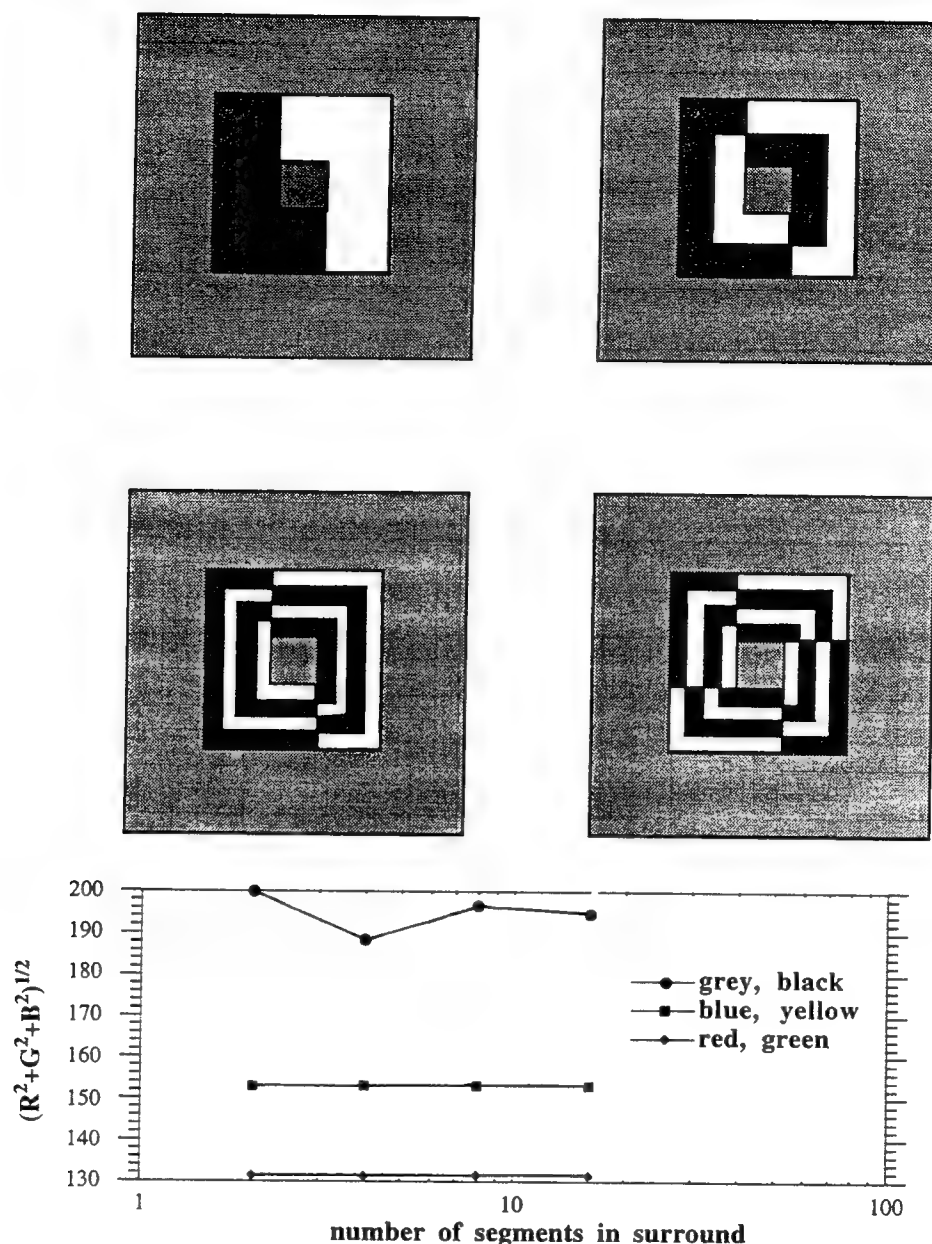 200
190
180
170
160
150
140
130
(R²+G²+B²)^1/2
grey, black
blue, yellow
red, green
1
10
100
number of segments in surround